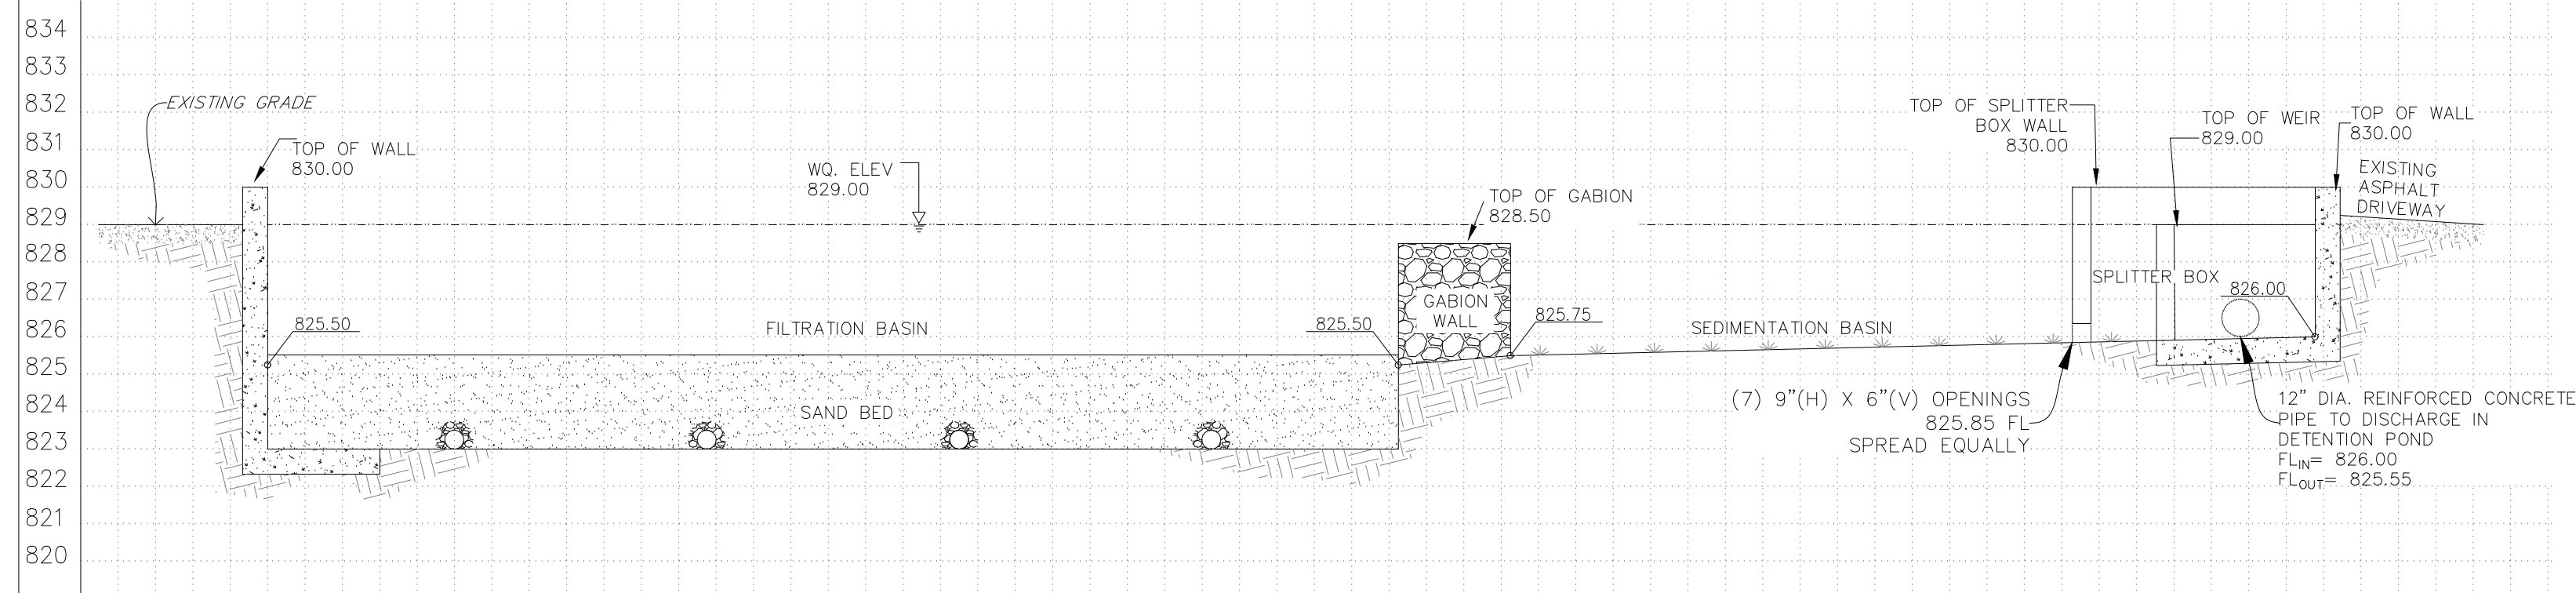 834
833
832
831
830
829
828
827
826
825
824
823
822
821
820
EXISTING GRADE
TOP OF WALL
830.00
WQ. ELEV
829.00
TOP OF GABION
828.50
TOP OF SPLITTER
BOX WALL
830.00
TOP OF WEIR
829.00
TOP OF WALL
830.00
EXISTING
ASPHALT
DRIVEWAY
825.50
FILTRATION BASIN
825.50
GABION
WALL
825.75
SEDIMENTATION BASIN
SPLITTER BOX
826.00
SAND BED
(7) 9"(H) X 6"(V) OPENINGS
825.85 FL
SPREAD EQUALLY
12" DIA. REINFORCED CONCRETE
PIPE TO DISCHARGE IN
DETENTION POND
FLIN= 826.00
FLOUT= 825.55